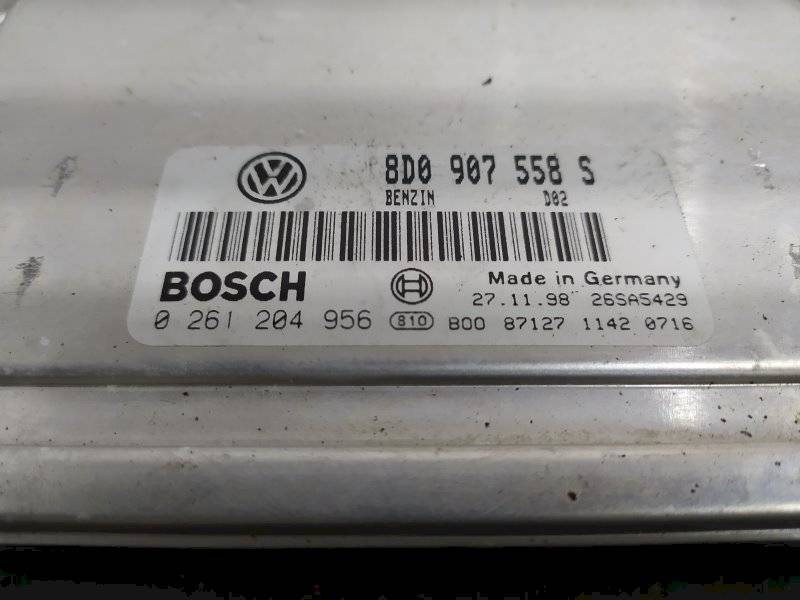 8D0 907 558 S
BENZIN D02
BOSCH Made in Germany
27.11.98 26SA5429
0 261 204 956 810 B00 87127 1142 0716